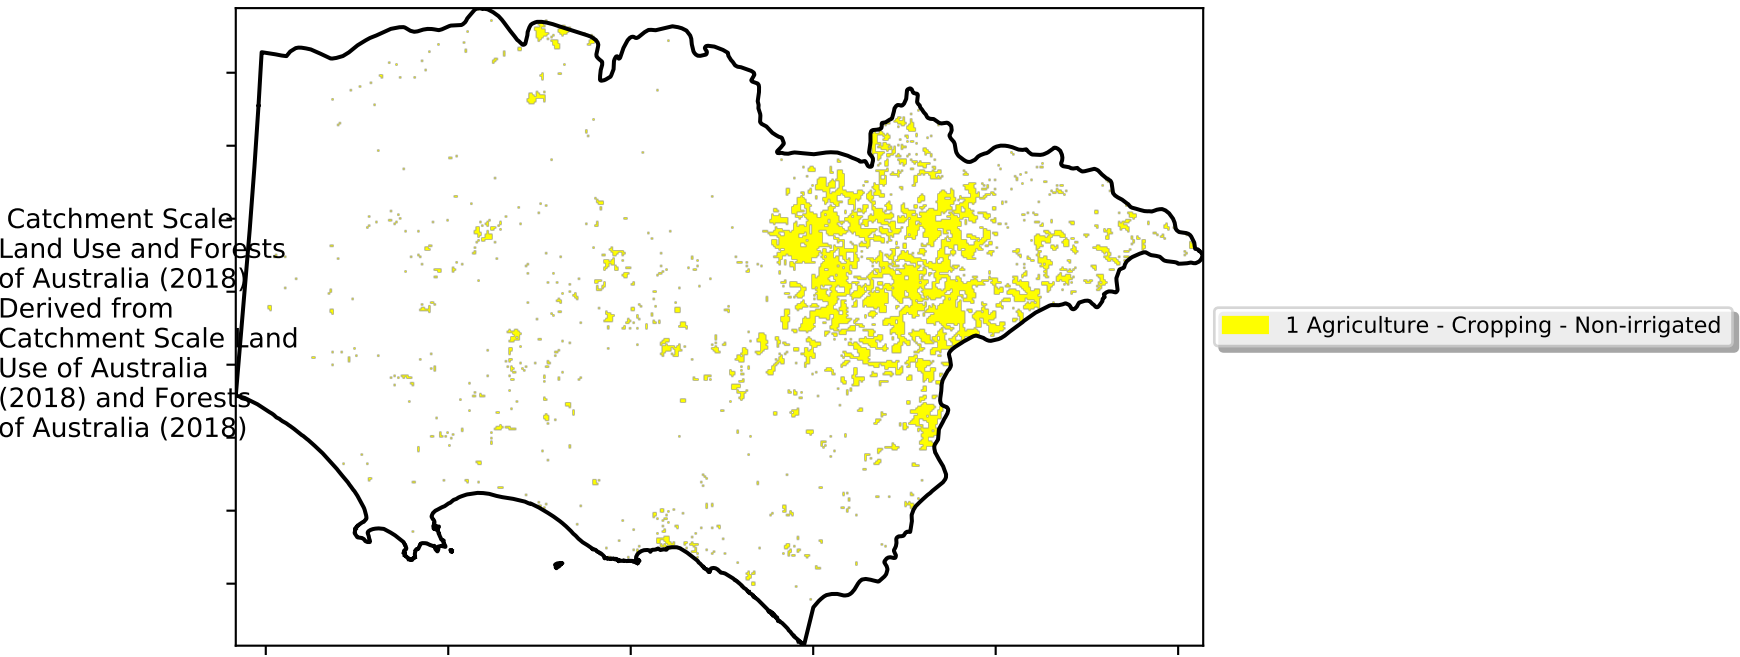 Catchment Scale
Land Use and Forests
of Australia (2018)
Derived from
Catchment Scale Land
Use of Australia
(2018) and Forests
of Australia (2018)
1 Agriculture - Cropping - Non-irrigated